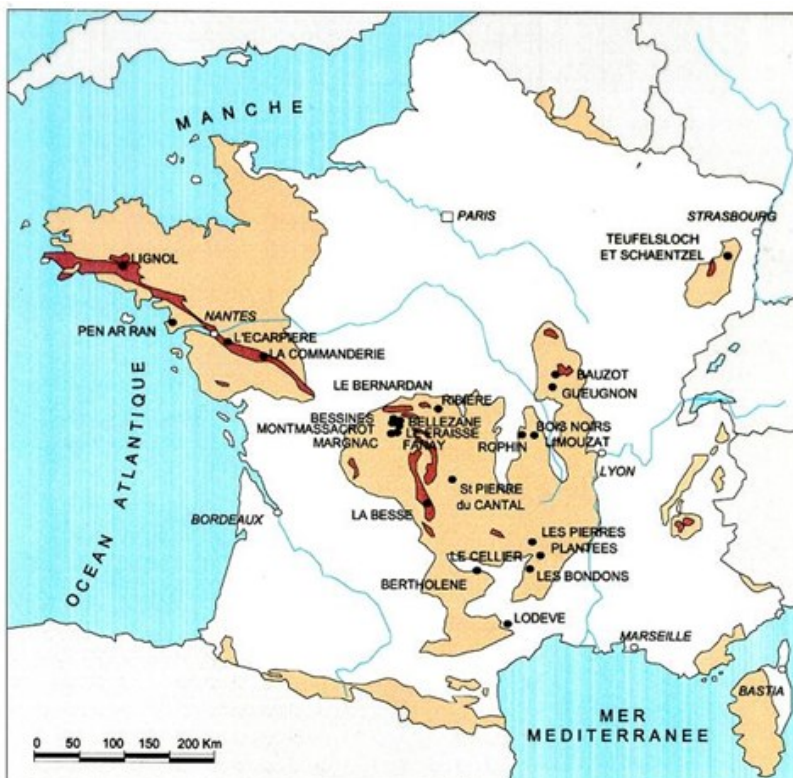 MANCHE
PARIS
STRASBOURG
TEUFELSLOCH
ET SCHAENTZEL
LIGNOL
NANTES
PEN AR RAN
L'ECARPIERE
LA COMMANDERIE
OCEAN ATLANTIQUE
LE BERNARDAN
RIBIERE
BAUZOT
GUEUGNON
BESSINES
BELLEZANE
MONTMASSACROT
LE FRAISSE
MARGNAC
FANAY
ROPHIN
BOIS NOIRS
LIMOUZAT
LYON
St PIERRE
du CANTAL
BORDEAUX
LA BESSE
LES PIERRES
PLANTEES
LE CELLIER
BERTHOLENE
LES BONDONS
LODEVE
MARSEILLE
BASTIA
MER
MEDITERRANEE
0 50 100 150 200 Km